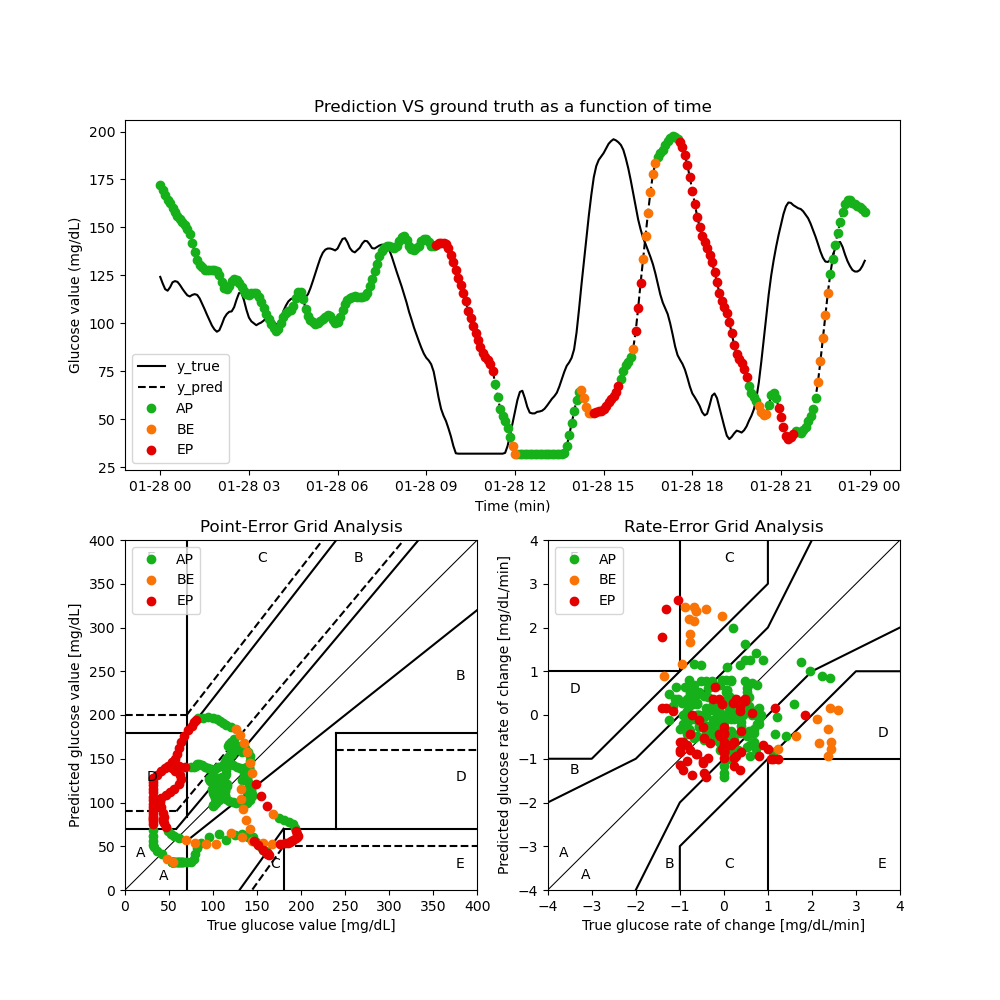 Prediction VS ground truth as a function of time
Glucose value (mg/dL)
200
175
150
125
100
75
50
25
y_true
y_pred
AP
BE
EP
01-28 00 01-28 03 01-28 06 01-28 09 01-28 12 01-28 15 01-28 18 01-28 21 01-29 00
Time (min)
Point-Error Grid Analysis
Predicted glucose value [mg/dL]
400
350
300
250
200
150
100
50
0
AP
BE
EP
C
B
B
D
D
A
A
C
E
0 50 100 150 200 250 300 350 400
True glucose value [mg/dL]
Rate-Error Grid Analysis
Predicted glucose rate of change [mg/dL/min]
4
3
2
1
0
−1
−2
−3
−4
AP
BE
EP
C
D
D
B
A
A
B
C
E
−4 −3 −2 −1 0 1 2 3 4
True glucose rate of change [mg/dL/min]